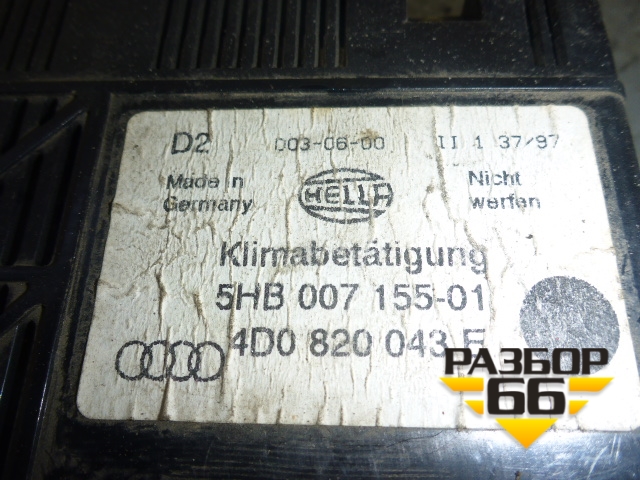 D2 D03-06-00 II 1 37/97
Made in Germany
HELLA
Nicht werfen
Klimabetätigung
5HB 007 155-01
4D0 820 043
РАЗБОР
66